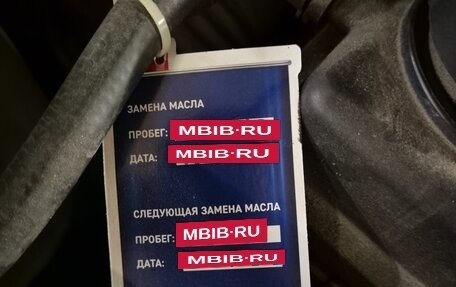 ЗАМЕНА МАСЛА
ПРОБЕГ: MBIB-RU
ДАТА: MBIB-RU
СЛЕДУЮЩАЯ ЗАМЕНА МАСЛА
ПРОБЕГ: MBIB-RU
ДАТА: MBIB-RU